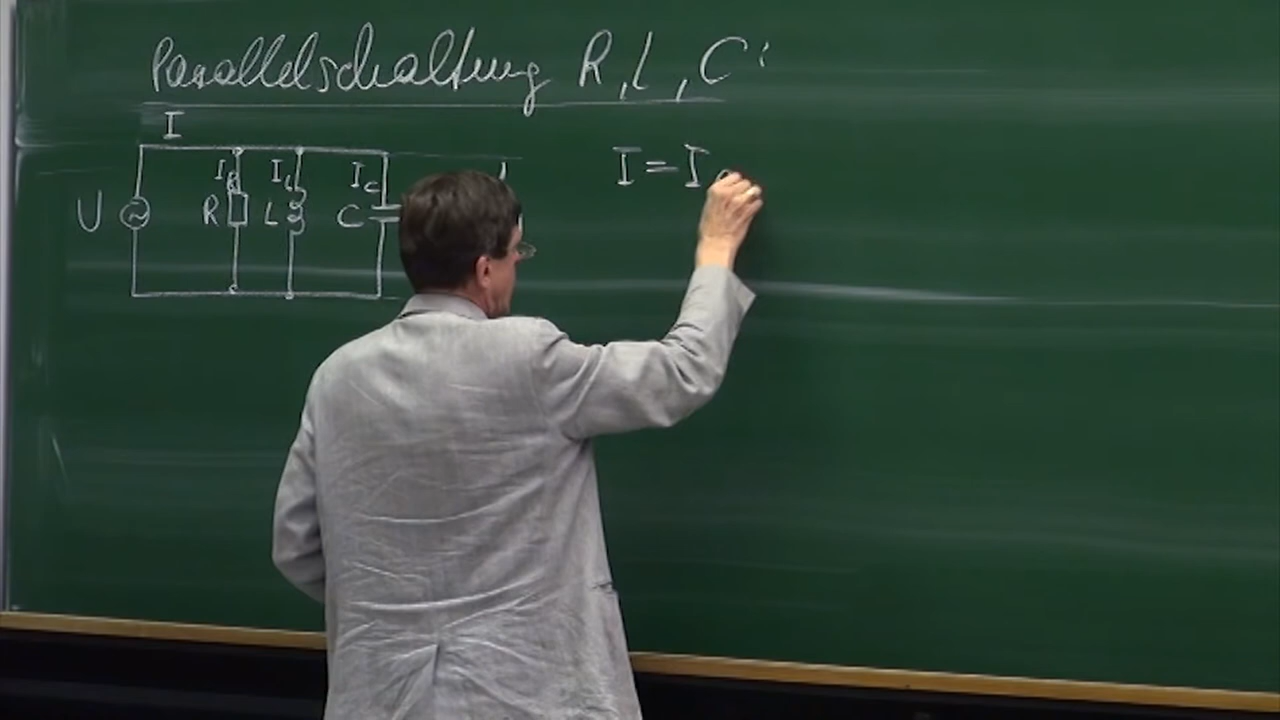 Parallelschaltung R, L, C:
I
I_R I_L I_C
U R L C
I = I